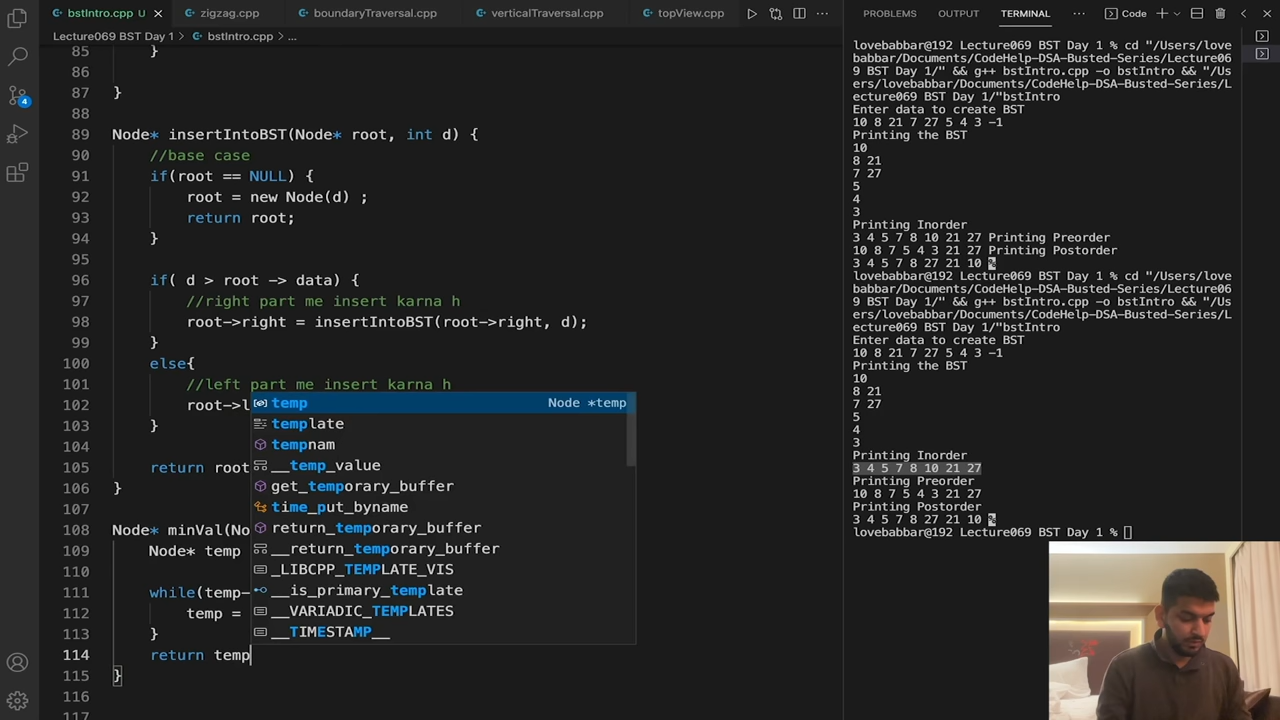 bstIntro.cpp U
zigzag.cpp
boundaryTraversal.cpp
verticalTraversal.cpp
topView.cpp
Lecture069 BST Day 1 > bstIntro.cpp > ...
85 }
86
87 }
88
89 Node* insertIntoBST(Node* root, int d) {
90 //base case
91 if(root == NULL) {
92 root = new Node(d) ;
93 return root;
94 }
95
96 if( d > root -> data) {
97 //right part me insert karna h
98 root->right = insertIntoBST(root->right, d);
99 }
100 else{
101 //left part me insert karna h
102 root->l
103 }
104
105 return root
106 }
107
108 Node* minVal(No
109 Node* temp
110
111 while(temp-
112 temp =
113 }
114 return temp
115 }
116
117
temp Node *temp
template
tempnam
__temp_value
get_temporary_buffer
time_put_byname
return_temporary_buffer
__return_temporary_buffer
_LIBCPP_TEMPLATE_VIS
__is_primary_template
__VARIADIC_TEMPLATES
__TIMESTAMP__
4
PROBLEMS OUTPUT TERMINAL ... Code
lovebabbar@192 Lecture069 BST Day 1 % cd "/Users/love
babbar/Documents/CodeHelp-DSA-Busted-Series/Lecture06
9 BST Day 1/" && g++ bstIntro.cpp -o bstIntro && "/Us
ers/lovebabbar/Documents/CodeHelp-DSA-Busted-Series/L
ecture069 BST Day 1/"bstIntro
Enter data to create BST
10 8 21 7 27 5 4 3 -1
Printing the BST
10
8 21
7 27
5
4
3
Printing Inorder
3 4 5 7 8 10 21 27 Printing Preorder
10 8 7 5 4 3 21 27 Printing Postorder
3 4 5 7 8 27 21 10 %
lovebabbar@192 Lecture069 BST Day 1 % cd "/Users/love
babbar/Documents/CodeHelp-DSA-Busted-Series/Lecture06
9 BST Day 1/" && g++ bstIntro.cpp -o bstIntro && "/Us
ers/lovebabbar/Documents/CodeHelp-DSA-Busted-Series/L
ecture069 BST Day 1/"bstIntro
Enter data to create BST
10 8 21 7 27 5 4 3 -1
Printing the BST
10
8 21
7 27
5
4
3
Printing Inorder
3 4 5 7 8 10 21 27
Printing Preorder
10 8 7 5 4 3 21 27
Printing Postorder
3 4 5 7 8 27 21 10 %
lovebabbar@192 Lecture069 BST Day 1 %